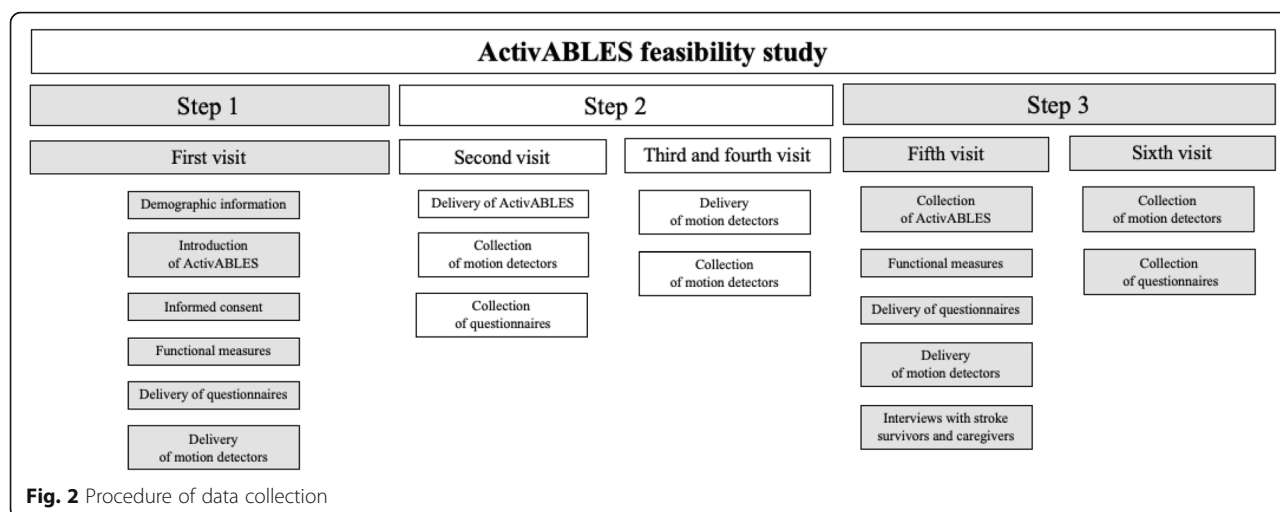 ActivABLES feasibility study
Step 1
Step 2
Step 3
First visit
Second visit
Third and fourth visit
Fifth visit
Sixth visit
Demographic information
Introduction
of ActivABLES
Informed consent
Functional measures
Delivery of questionnaires
Delivery
of motion detectors
Delivery of ActivABLES
Collection
of motion detectors
Collection
of questionnaires
Delivery
of motion detectors
Collection
of motion detectors
Collection
of ActivABLES
Functional measures
Delivery of questionnaires
Delivery
of motion detectors
Interviews with stroke
survivors and caregivers
Collection
of motion detectors
Collection
of questionnaires
Fig. 2 Procedure of data collection